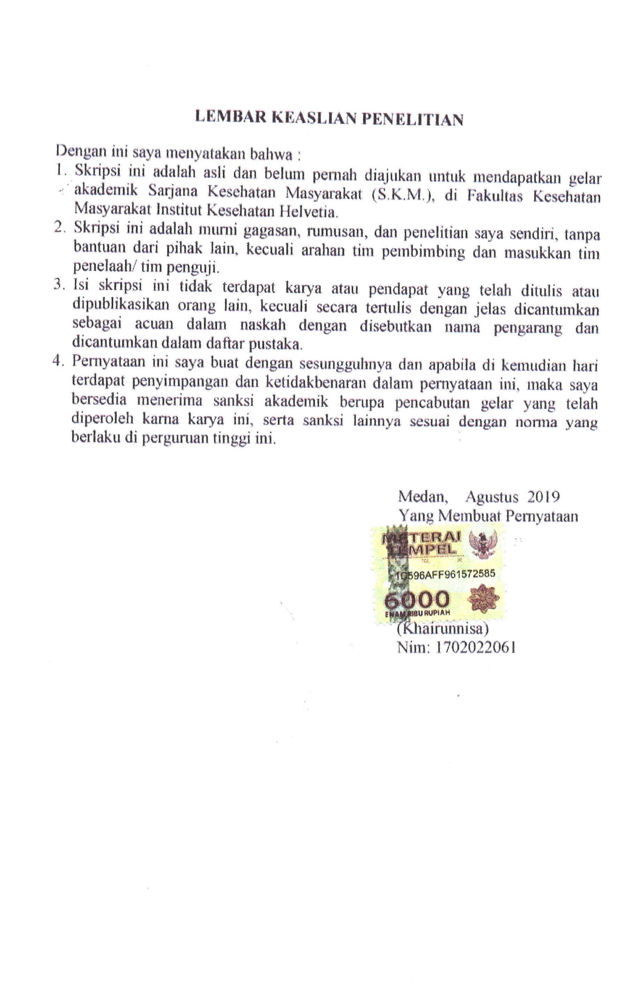 LEMBAR KEASLIAN PENELITIAN
Dengan ini saya menyatakan bahwa :
1. Skripsi ini adalah asli dan belum pernah diajukan untuk mendapatkan gelar
akademik Sarjana Kesehatan Masyarakat (S.K.M.), di Fakultas Kesehatan
Masyarakat Institut Kesehatan Helvetia.
2. Skripsi ini adalah murni gagasan, rumusan, dan penelitian saya sendiri, tanpa
bantuan dari pihak lain, kecuali arahan tim pembimbing dan masukkan tim
penelaah/ tim penguji.
3. Isi skripsi ini tidak terdapat karya atau pendapat yang telah ditulis atau
dipublikasikan orang lain, kecuali secara tertulis dengan jelas dicantumkan
sebagai acuan dalam naskah dengan disebutkan nama pengarang dan
dicantumkan dalam daftar pustaka.
4. Pernyataan ini saya buat dengan sesungguhnya dan apabila di kemudian hari
terdapat penyimpangan dan ketidakbenaran dalam pernyataan ini, maka saya
bersedia menerima sanksi akademik berupa pencabutan gelar yang telah
diperoleh karna karya ini, serta sanksi lainnya sesuai dengan norma yang
berlaku di perguruan tinggi ini.
Medan, Agustus 2019
Yang Membuat Pernyataan
METERAI
TEMPEL
TGL. 20
1C596AFF961572585
6000
ENAM RIBU RUPIAH
(Khairunnisa)
Nim: 1702022061